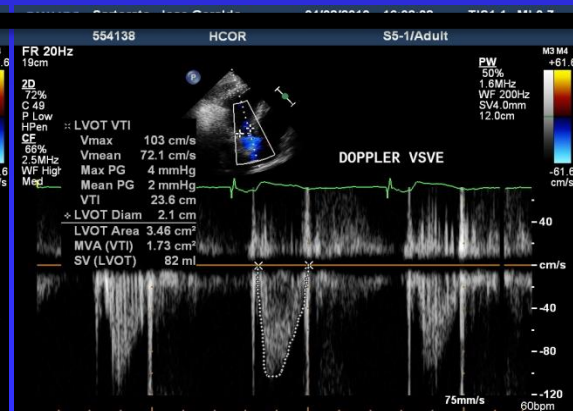 554138 HCOR S5-1/Adult
FR 20Hz
19cm
2D
72%
C 49
P Low
HPen
CF
66%
2.5MHz
WF High
Med
PW
50%
1.6MHz
WF 200Hz
SV4.0mm
12.0cm
M3 M4
+61.6
-61.6
cm/s
P
LVOT VTI
Vmax 103 cm/s
Vmean 72.1 cm/s
Max PG 4 mmHg
Mean PG 2 mmHg
VTI 23.6 cm
LVOT Diam 2.1 cm
LVOT Area 3.46 cm²
MVA (VTI) 1.73 cm²
SV (LVOT) 82 ml
DOPPLER VSVE
40
cm/s
-40
-80
-120
75mm/s
60bpm